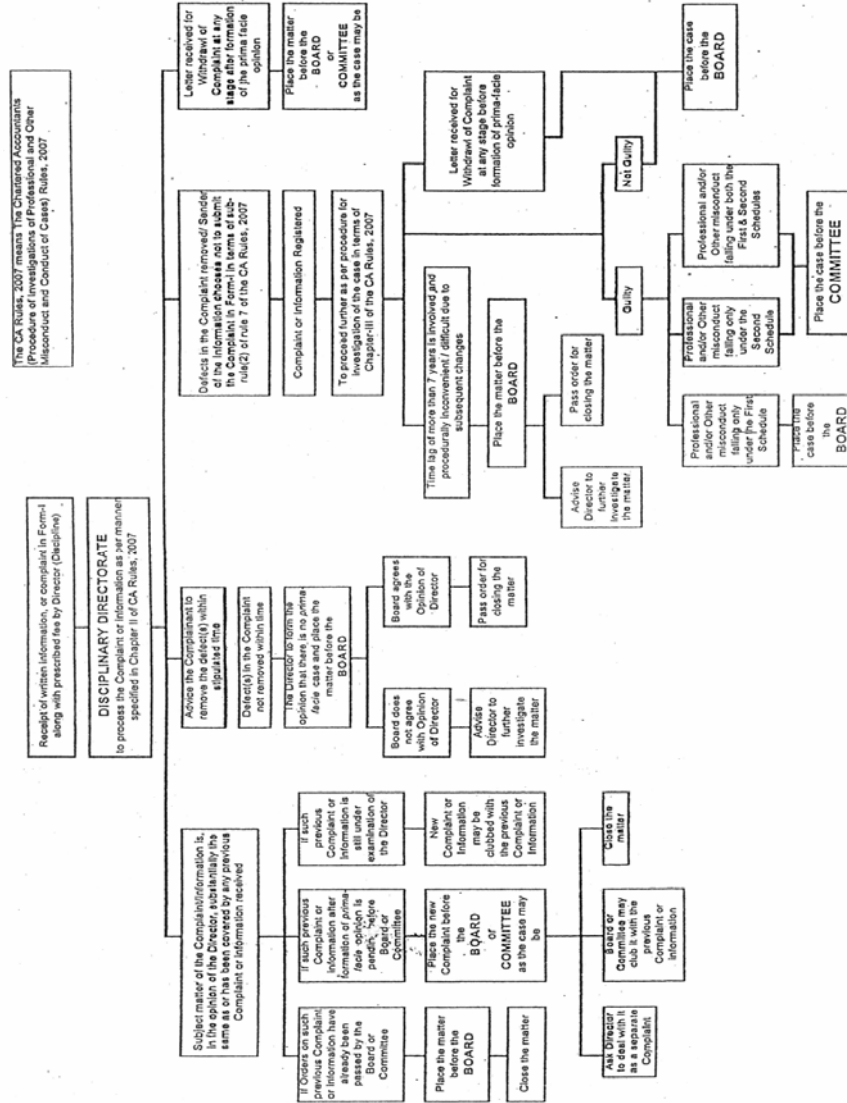 The CA Rules, 2007 means The Chartered Accountants
(Procedure of Investigations of Professional and Other
Misconduct and Conduct of Cases) Rules, 2007
Receipt of written information, or complaint in Form-I
along with prescribed fee by Director (Discipline)
DISCIPLINARY DIRECTORATE
to process the Complaint or Information as per manner
specified in Chapter II of CA Rules, 2007
Subject matter of the Complaint/Information is,
in the opinion of the Director, substantially the
same as or has been covered by any previous
Complaint or Information received
If Orders on such
previous Complaint
or Information have
already been
passed by the
Board or
Committee
Place the matter
before the
BOARD
Close the matter
If such previous
Complaint or
Information after
formation of prima-
facie opinion is
pending before
Board or
Committee
Place the new
Complaint before
the
BOARD
or
COMMITTEE
as the case may
be
Ask Director
to deal with it
as a separate
Complaint
Board or
Committee may
club it with the
previous
Complaint or
Information
Close the
matter
If such
previous
Complaint or
Information is
still under
examination of
the Director
New
Complaint or
Information
may be
clubbed with
the previous
Complaint or
Information
Advice the Complainant to
remove the defect(s) within
stipulated time
Defect(s) in the Complaint
not removed within time
The Director to form the
opinion that there is no prima-
facie case and place the
matter before the
BOARD
Board does
not agree
with Opinion
of Director
Advise
Director to
further
investigate
the matter
Board agrees
with the
Opinion of
Director
Pass order for
closing the
matter
Defects in the Complaint removed/ Sender
of the Information chooses not to submit
the Complaint in Form-I in terms of sub-
rule(2) of rule 7 of the CA Rules, 2007
Complaint or Information Registered
To proceed further as per procedure for
investigation of the case in terms of
Chapter-III of the CA Rules, 2007
Time lag of more than 7 years is involved and
procedurally inconvenient / difficult due to
subsequent changes
Place the matter before the
BOARD
Advise
Director to
further
investigate
the matter
Pass order for
closing the matter
Letter received for
Withdrawal of Complaint
at any stage before
formation of prima-facie
opinion
Guilty
Not Guilty
Professional
and/or Other
misconduct
falling only
under the First
Schedule
Place the
case before
the
BOARD
Professional
and/or Other
misconduct
falling only
under the
Second
Schedule
Professional and/or
Other misconduct
falling under both the
First & Second
Schedules
Place the case before the
COMMITTEE
Place the case
before the
BOARD
Letter received for
Withdrawl of
Complaint at any
stage after formation
of the prima facie
opinion
Place the matter
before the
BOARD
or
COMMITTEE
as the case may be